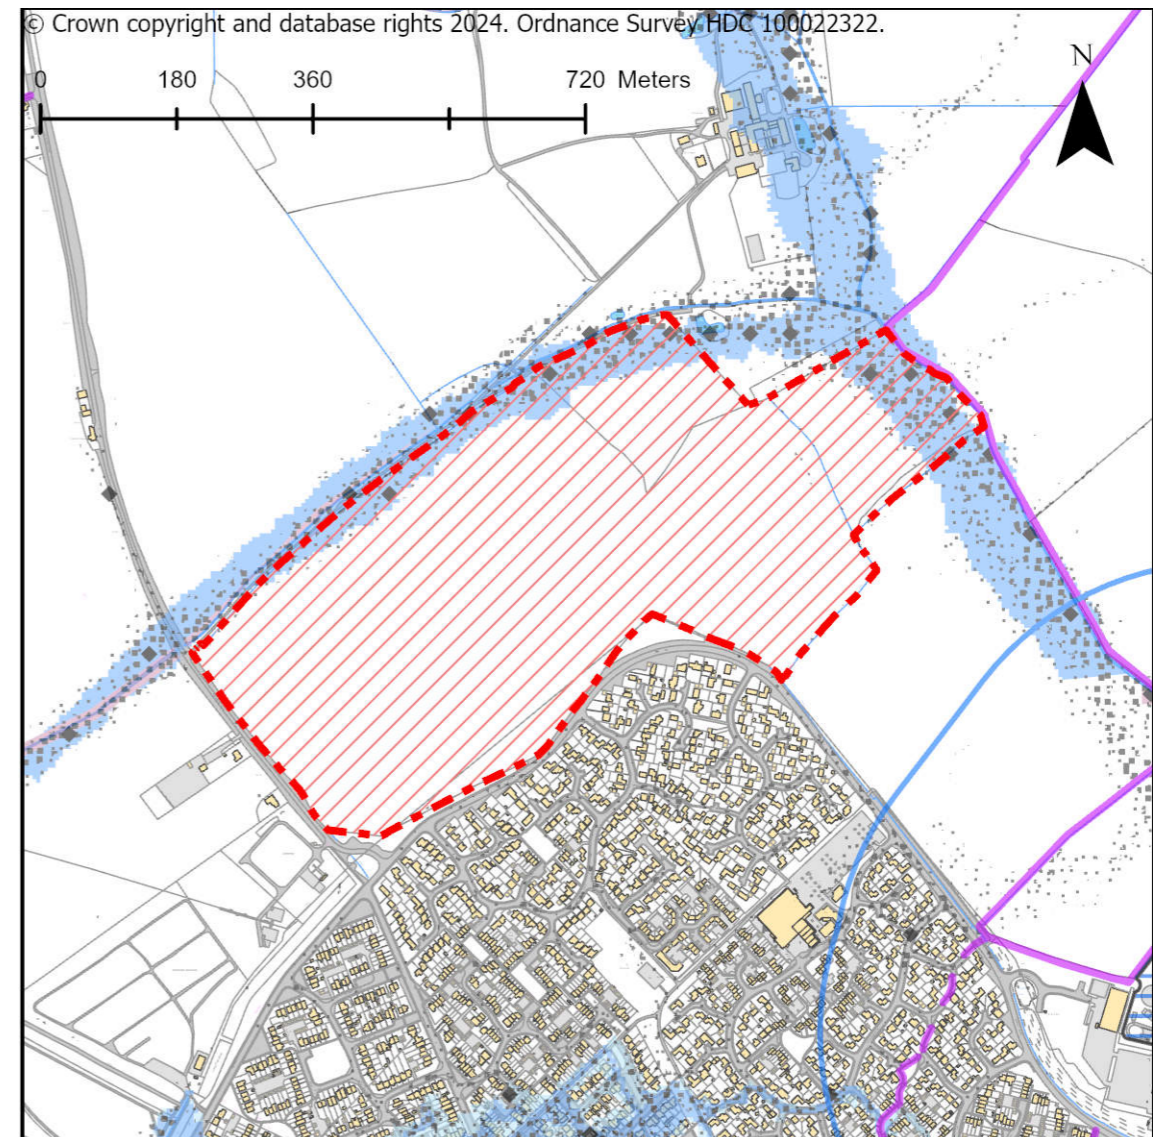 © Crown copyright and database rights 2024. Ordnance Survey HDC 100022322.
0 180 360 720 Meters
N